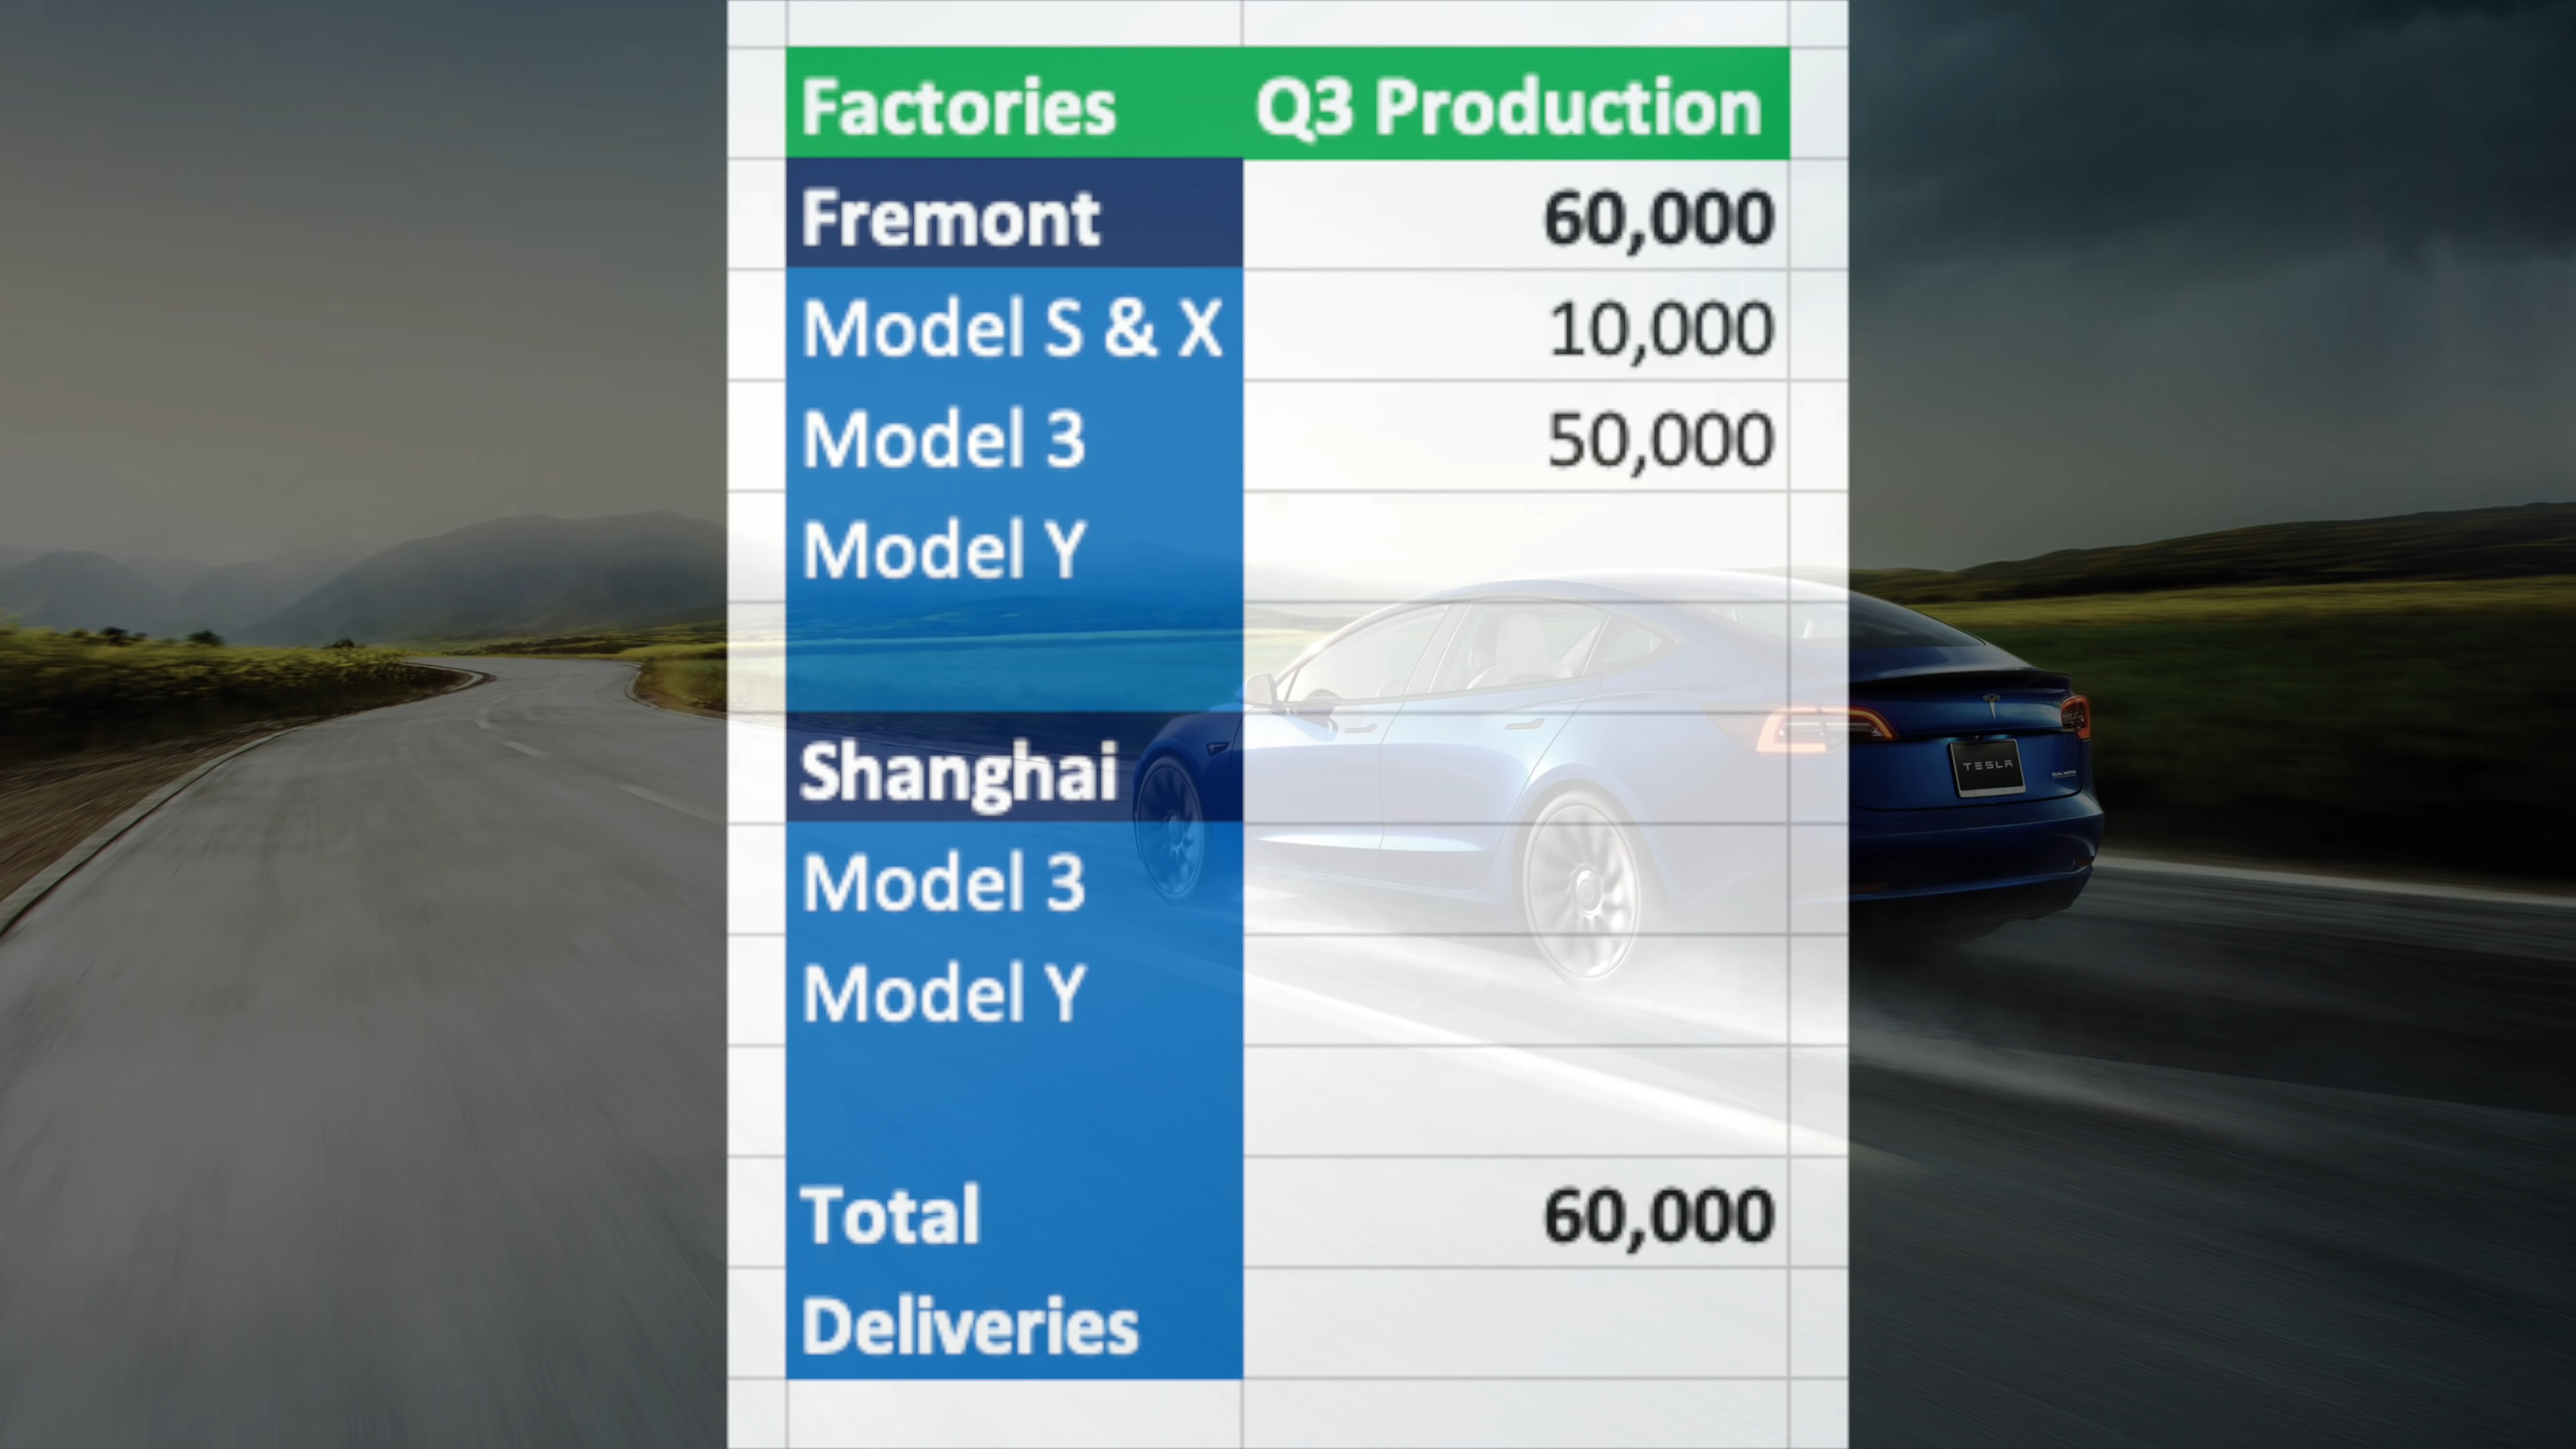 Factories Q3 Production
Fremont 60,000
Model S & X 10,000
Model 3 50,000
Model Y
Shanghai
Model 3
Model Y
Total 60,000
Deliveries
TESLA